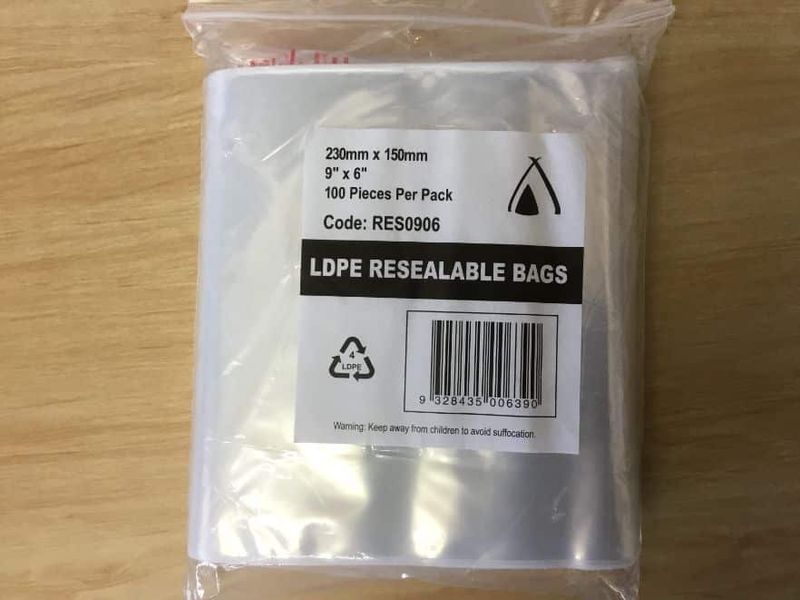 230mm x 150mm
9" x 6"
100 Pieces Per Pack
Code: RES0906
LDPE RESEALABLE BAGS
4
LDPE
9 328435 006390
Warning: Keep away from children to avoid suffocation.